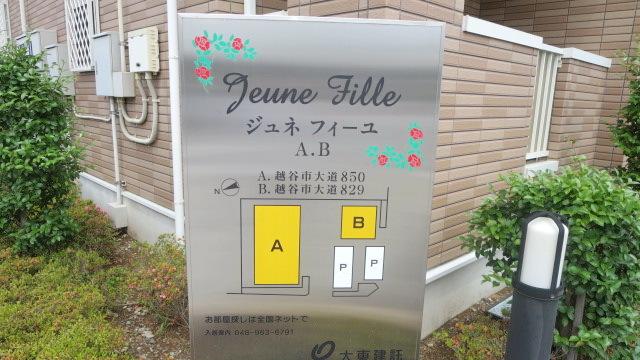 Jeune Fille
ジュネ フィーユ
A.B
A. 越谷市大道850
B. 越谷市大道829
N
A
B
P P
お部屋探しは全国ネットで
入居案内 048-963-6791
大東建託